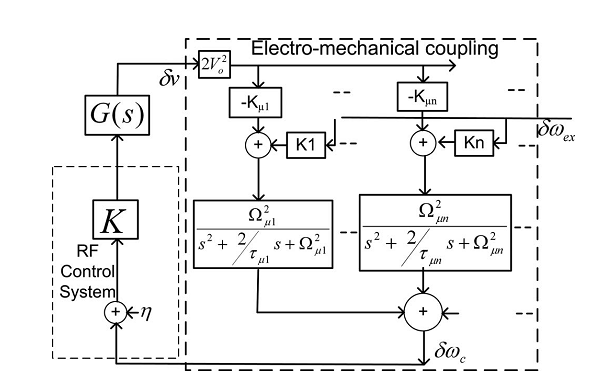 Electro-mechanical coupling
δv
2V_o^2
-K_μ1
-K_μn
--
--
G(s)
δω_ex
+
K1
--
+
Kn
--
K
RF
Control
System
Ω_μ1^2
s^2 + 2/τ_μ1 s + Ω_μ1^2
--
Ω_μn^2
s^2 + 2/τ_μn s + Ω_μn^2
--
+
η
+
--
δω_c